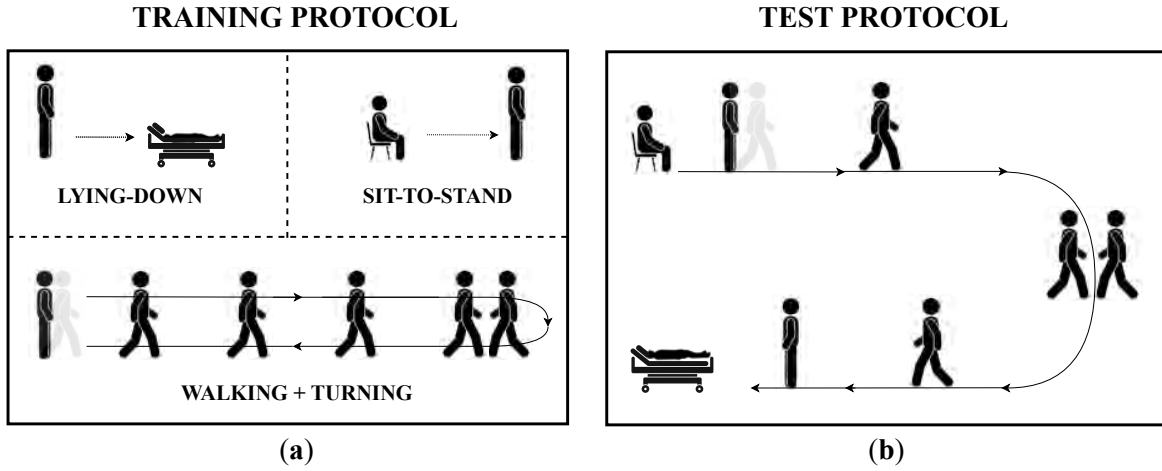 TRAINING PROTOCOL
TEST PROTOCOL
LYING-DOWN
SIT-TO-STAND
WALKING + TURNING
(a)
(b)